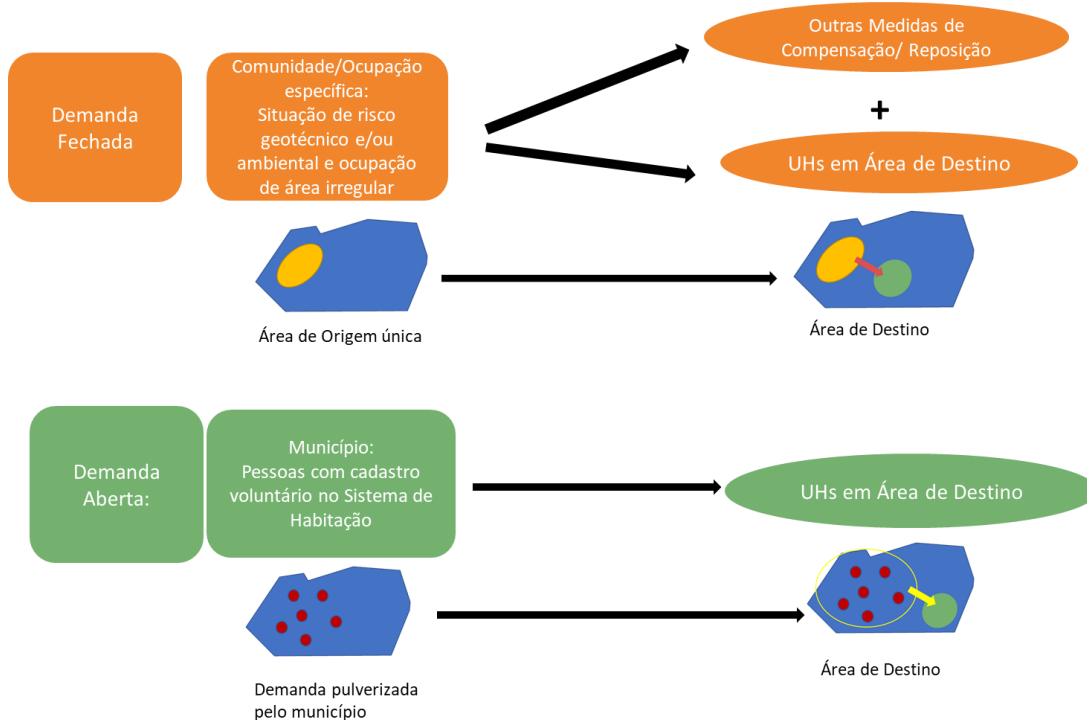 Demanda
Fechada
Comunidade/Ocupação
específica:
Situação de risco
geotécnico e/ou
ambiental e ocupação
de área irregular
Outras Medidas de
Compensação/ Reposição
+
UHs em Área de Destino
Área de Origem única
Área de Destino
Demanda
Aberta:
Município:
Pessoas com cadastro
voluntário no Sistema de
Habitação
UHs em Área de Destino
Demanda pulverizada
pelo município
Área de Destino